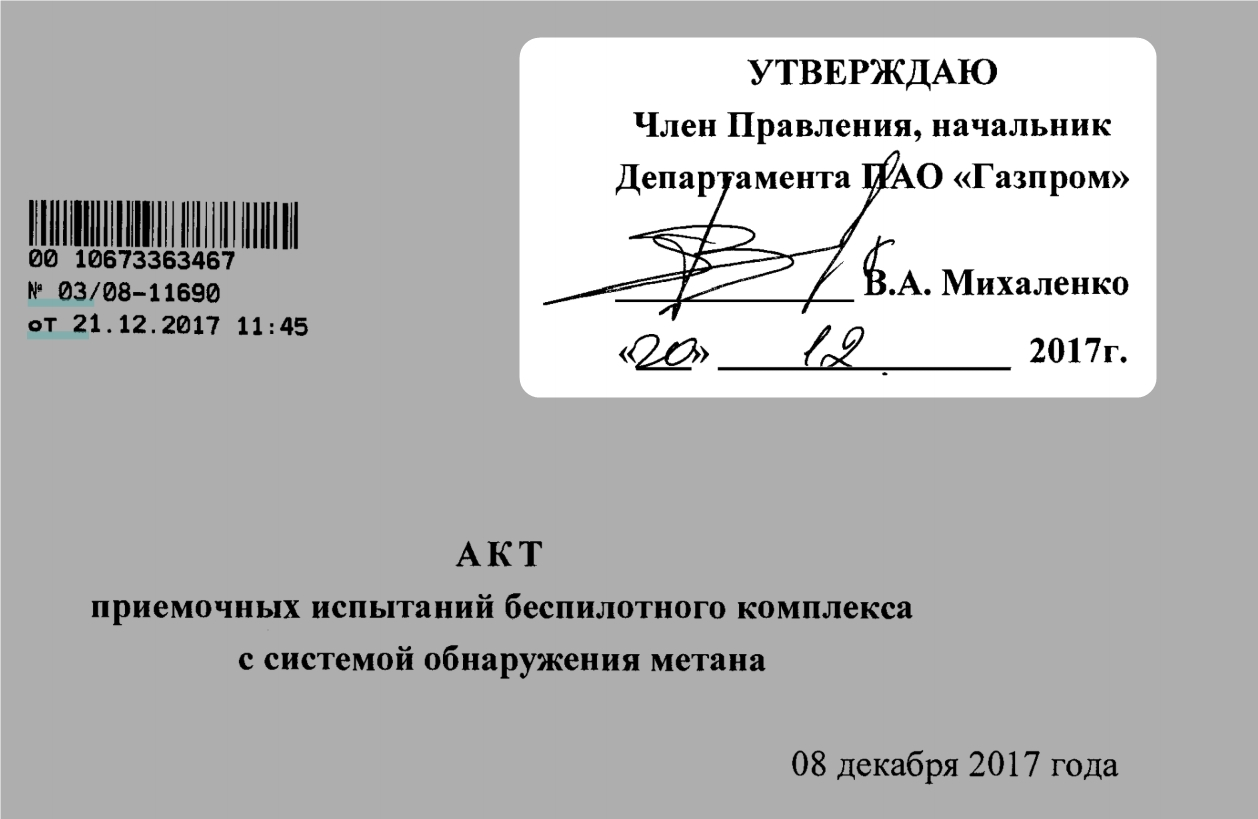 УТВЕРЖДАЮ
Член Правления, начальник
Департамента ПАО «Газпром»
В.А. Михаленко
«20» 12 2017г.
00 10673363467
№ 03/08-11690
от 21.12.2017 11:45
АКТ
приемочных испытаний беспилотного комплекса
с системой обнаружения метана
08 декабря 2017 года